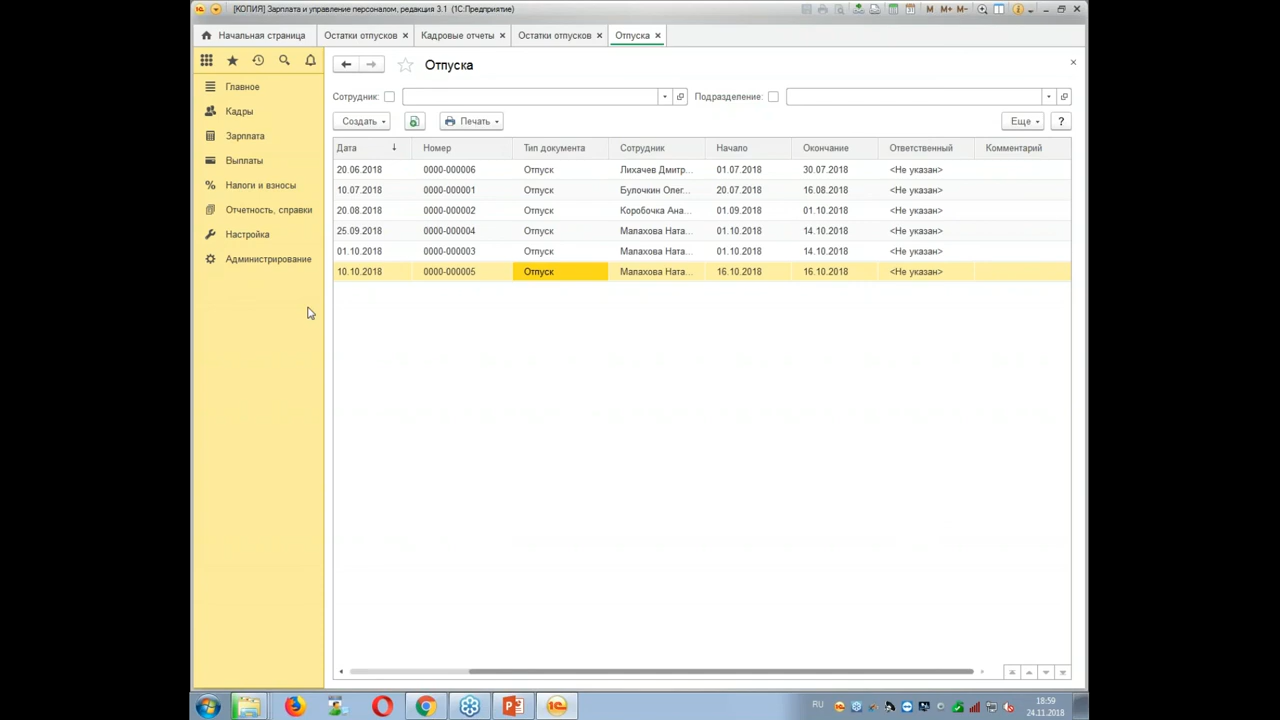 [КОПИЯ] Зарплата и управление персоналом, редакция 3.1 (1С:Предприятие)
M M+ M-
Начальная страница Остатки отпусков × Кадровые отчеты × Остатки отпусков × Отпуска ×
Отпуска
Главное
Кадры
Зарплата
Выплаты
Налоги и взносы
Отчетность, справки
Настройка
Администрирование
Сотрудник: Подразделение:
Создать Печать Еще ?
Дата ↓ Номер Тип документа Сотрудник Начало Окончание Ответственный Комментарий
20.06.2018 0000-000006 Отпуск Лихачев Дмитр... 01.07.2018 30.07.2018 <Не указан>
10.07.2018 0000-000001 Отпуск Булочкин Олег... 20.07.2018 16.08.2018 <Не указан>
20.08.2018 0000-000002 Отпуск Коробочка Ана... 01.09.2018 01.10.2018 <Не указан>
25.09.2018 0000-000004 Отпуск Малахова Ната... 01.10.2018 14.10.2018 <Не указан>
01.10.2018 0000-000003 Отпуск Малахова Ната... 01.10.2018 14.10.2018 <Не указан>
10.10.2018 0000-000005 Отпуск Малахова Ната... 16.10.2018 16.10.2018 <Не указан>
RU 18:59
24.11.2018